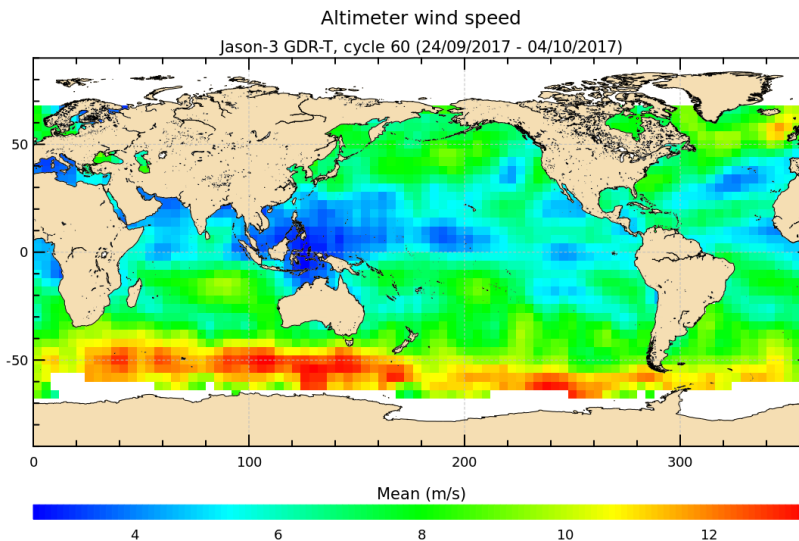 Altimeter wind speed
Jason-3 GDR-T, cycle 60 (24/09/2017 - 04/10/2017)
50
0
-50
0 100 200 300
Mean (m/s)
4 6 8 10 12